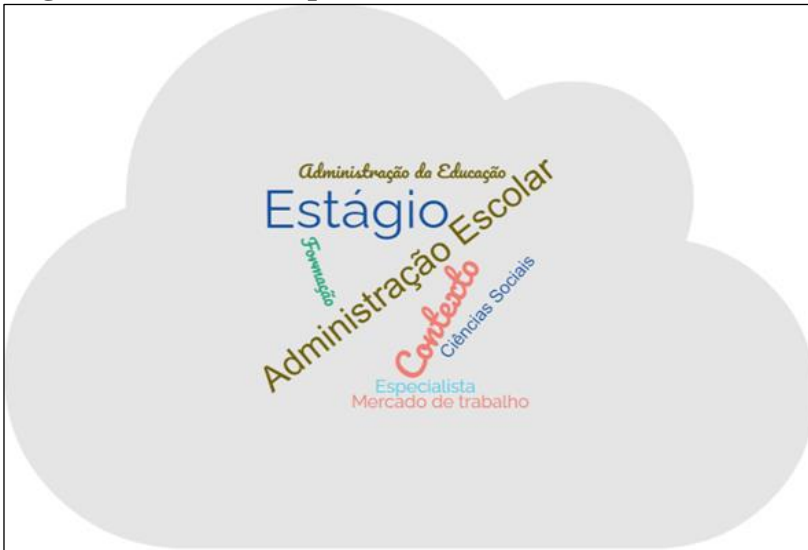 Administração da Educação
Estágio
Administração Escolar
Formação
Contexto
Ciências Sociais
Especialista
Mercado de trabalho